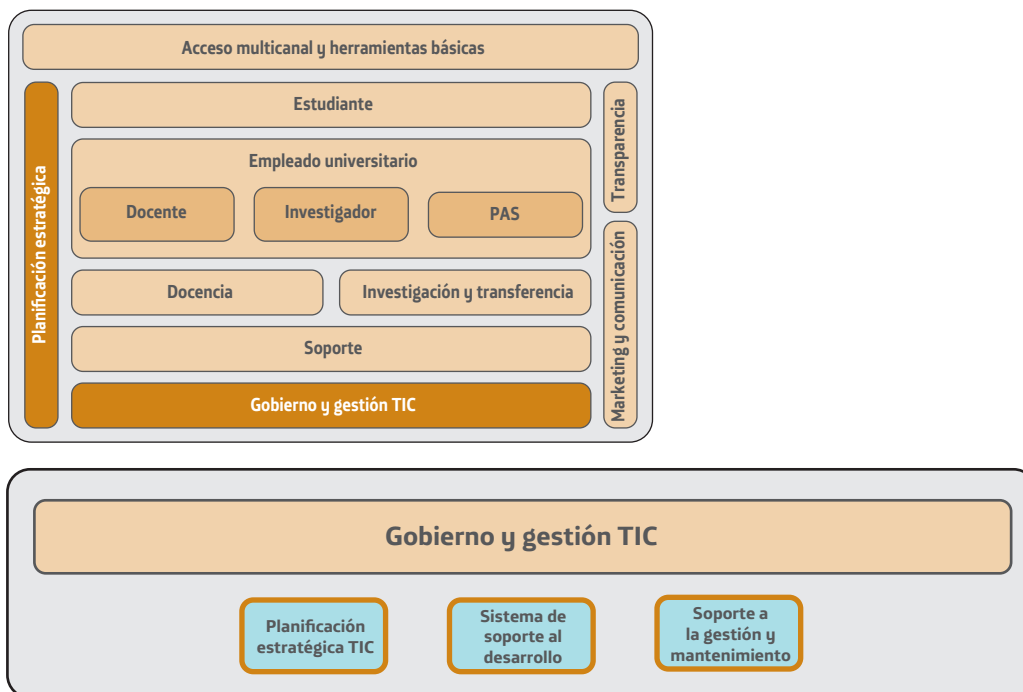 Acceso multicanal y herramientas básicas
Planificación estratégica
Estudiante
Transparencia
Empleado universitario
Docente
Investigador
PAS
Marketing y comunicación
Docencia
Investigación y transferencia
Soporte
Gobierno y gestión TIC
Gobierno y gestión TIC
Planificación
estratégica TIC
Sistema de
soporte al
desarrollo
Soporte a
la gestión y
mantenimiento